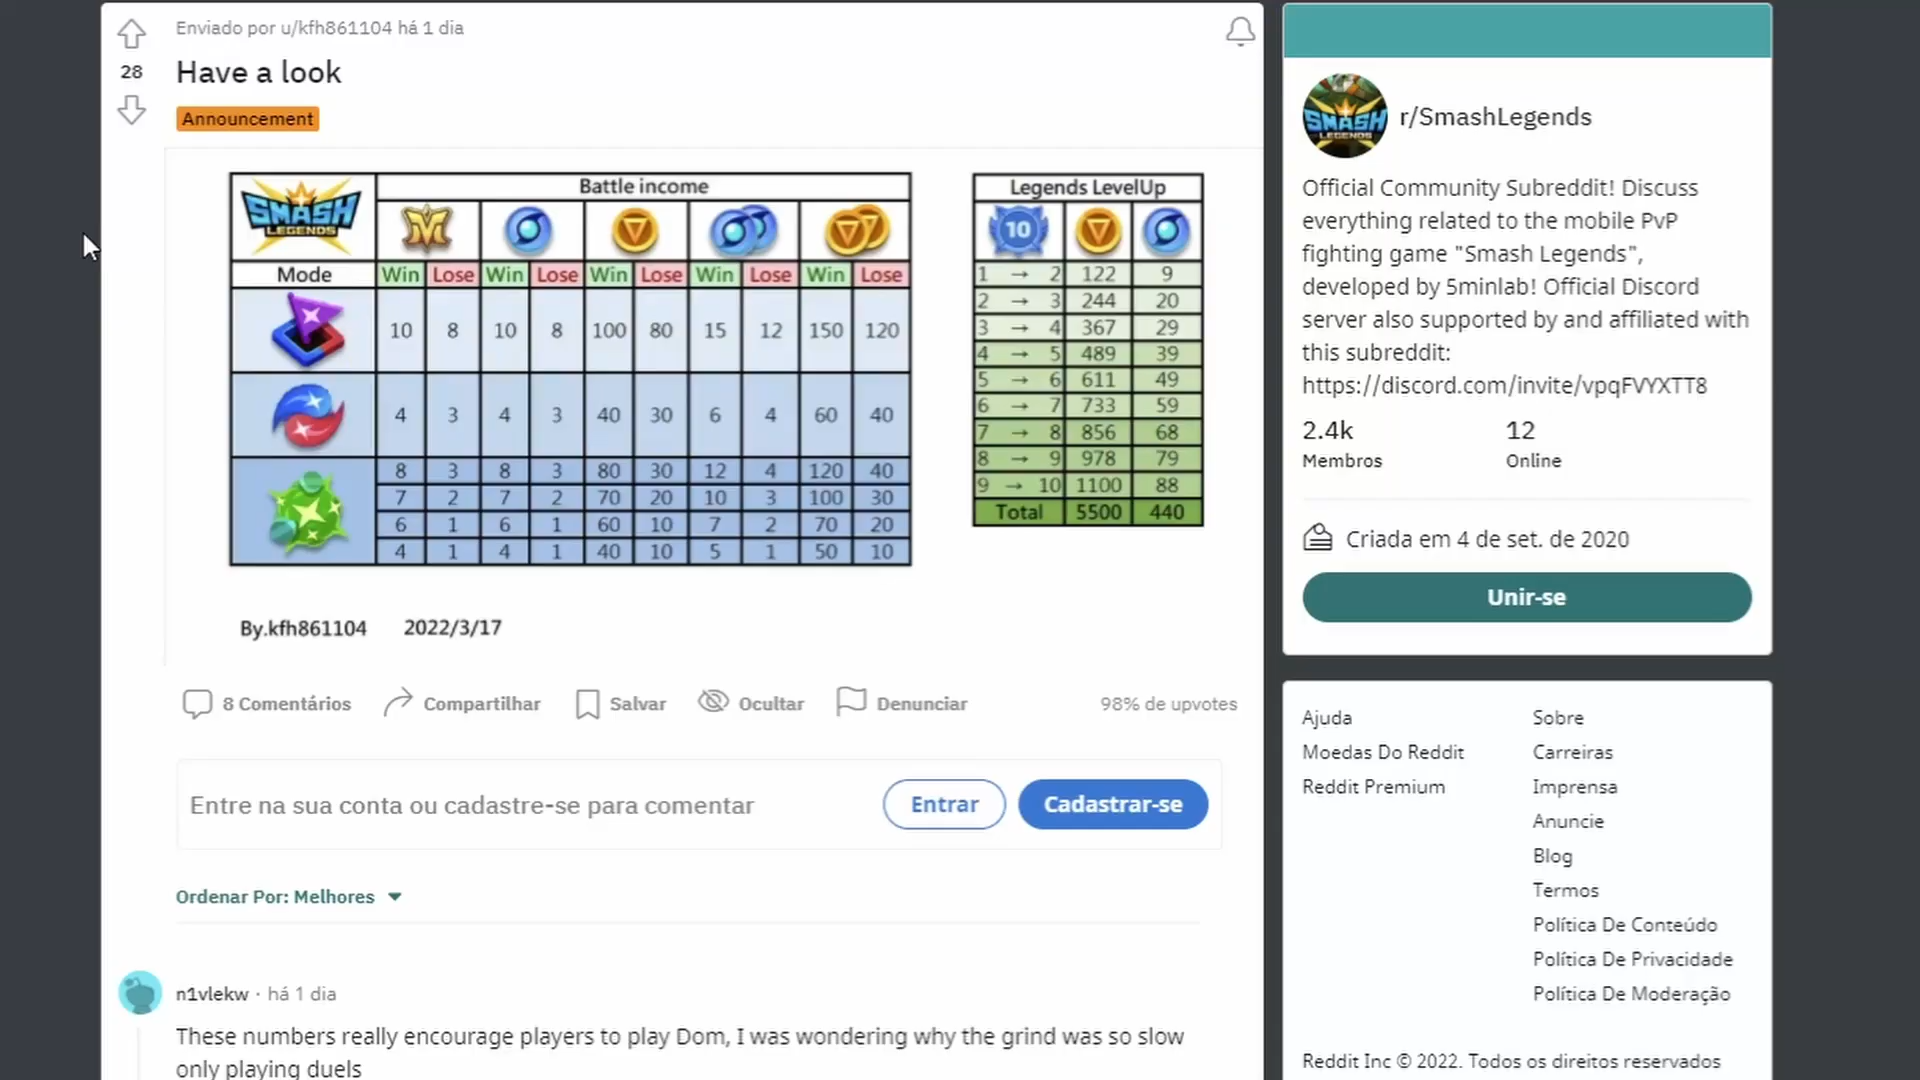 Enviado por u/kfh861104 há 1 dia
28
Have a look
Announcement
SMASH LEGENDS
Battle income
Mode Win Lose Win Lose Win Lose Win Lose Win Lose
10 8 10 8 100 80 15 12 150 120
4 3 4 3 40 30 6 4 60 40
8 3 8 3 80 30 12 4 120 40
7 2 7 2 70 20 10 3 100 30
6 1 6 1 60 10 7 2 70 20
4 1 4 1 40 10 5 1 50 10
Legends LevelUp
10
1 → 2 122 9
2 → 3 244 20
3 → 4 367 29
4 → 5 489 39
5 → 6 611 49
6 → 7 733 59
7 → 8 856 68
8 → 9 978 79
9 → 10 1100 88
Total 5500 440
By.kfh861104 2022/3/17
8 Comentários Compartilhar Salvar Ocultar Denunciar 98% de upvotes
Entre na sua conta ou cadastre-se para comentar Entrar Cadastrar-se
Ordenar Por: Melhores
n1vlekw · há 1 dia
These numbers really encourage players to play Dom, I was wondering why the grind was so slow
only playing duels
SMASH LEGENDS
r/SmashLegends
Official Community Subreddit! Discuss
everything related to the mobile PvP
fighting game "Smash Legends",
developed by 5minlab! Official Discord
server also supported by and affiliated with
this subreddit:
https://discord.com/invite/vpqFVYXTT8
2.4k 12
Membros Online
Criada em 4 de set. de 2020
Unir-se
Ajuda Sobre
Moedas Do Reddit Carreiras
Reddit Premium Imprensa
Anuncie
Blog
Termos
Política De Conteúdo
Política De Privacidade
Política De Moderação
Reddit Inc © 2022. Todos os direitos reservados